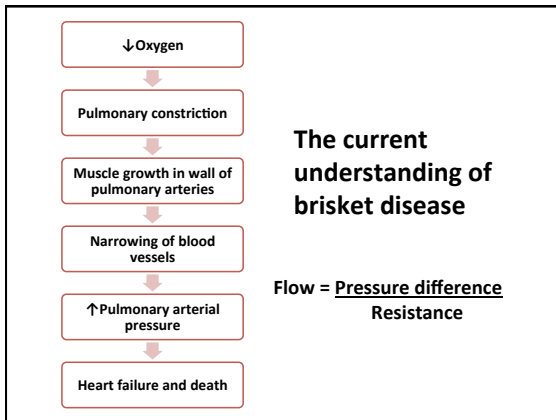 ↓Oxygen
Pulmonary constriction
Muscle growth in wall of
pulmonary arteries
Narrowing of blood
vessels
↑Pulmonary arterial
pressure
Heart failure and death
The current
understanding of
brisket disease
Flow = Pressure difference
Resistance